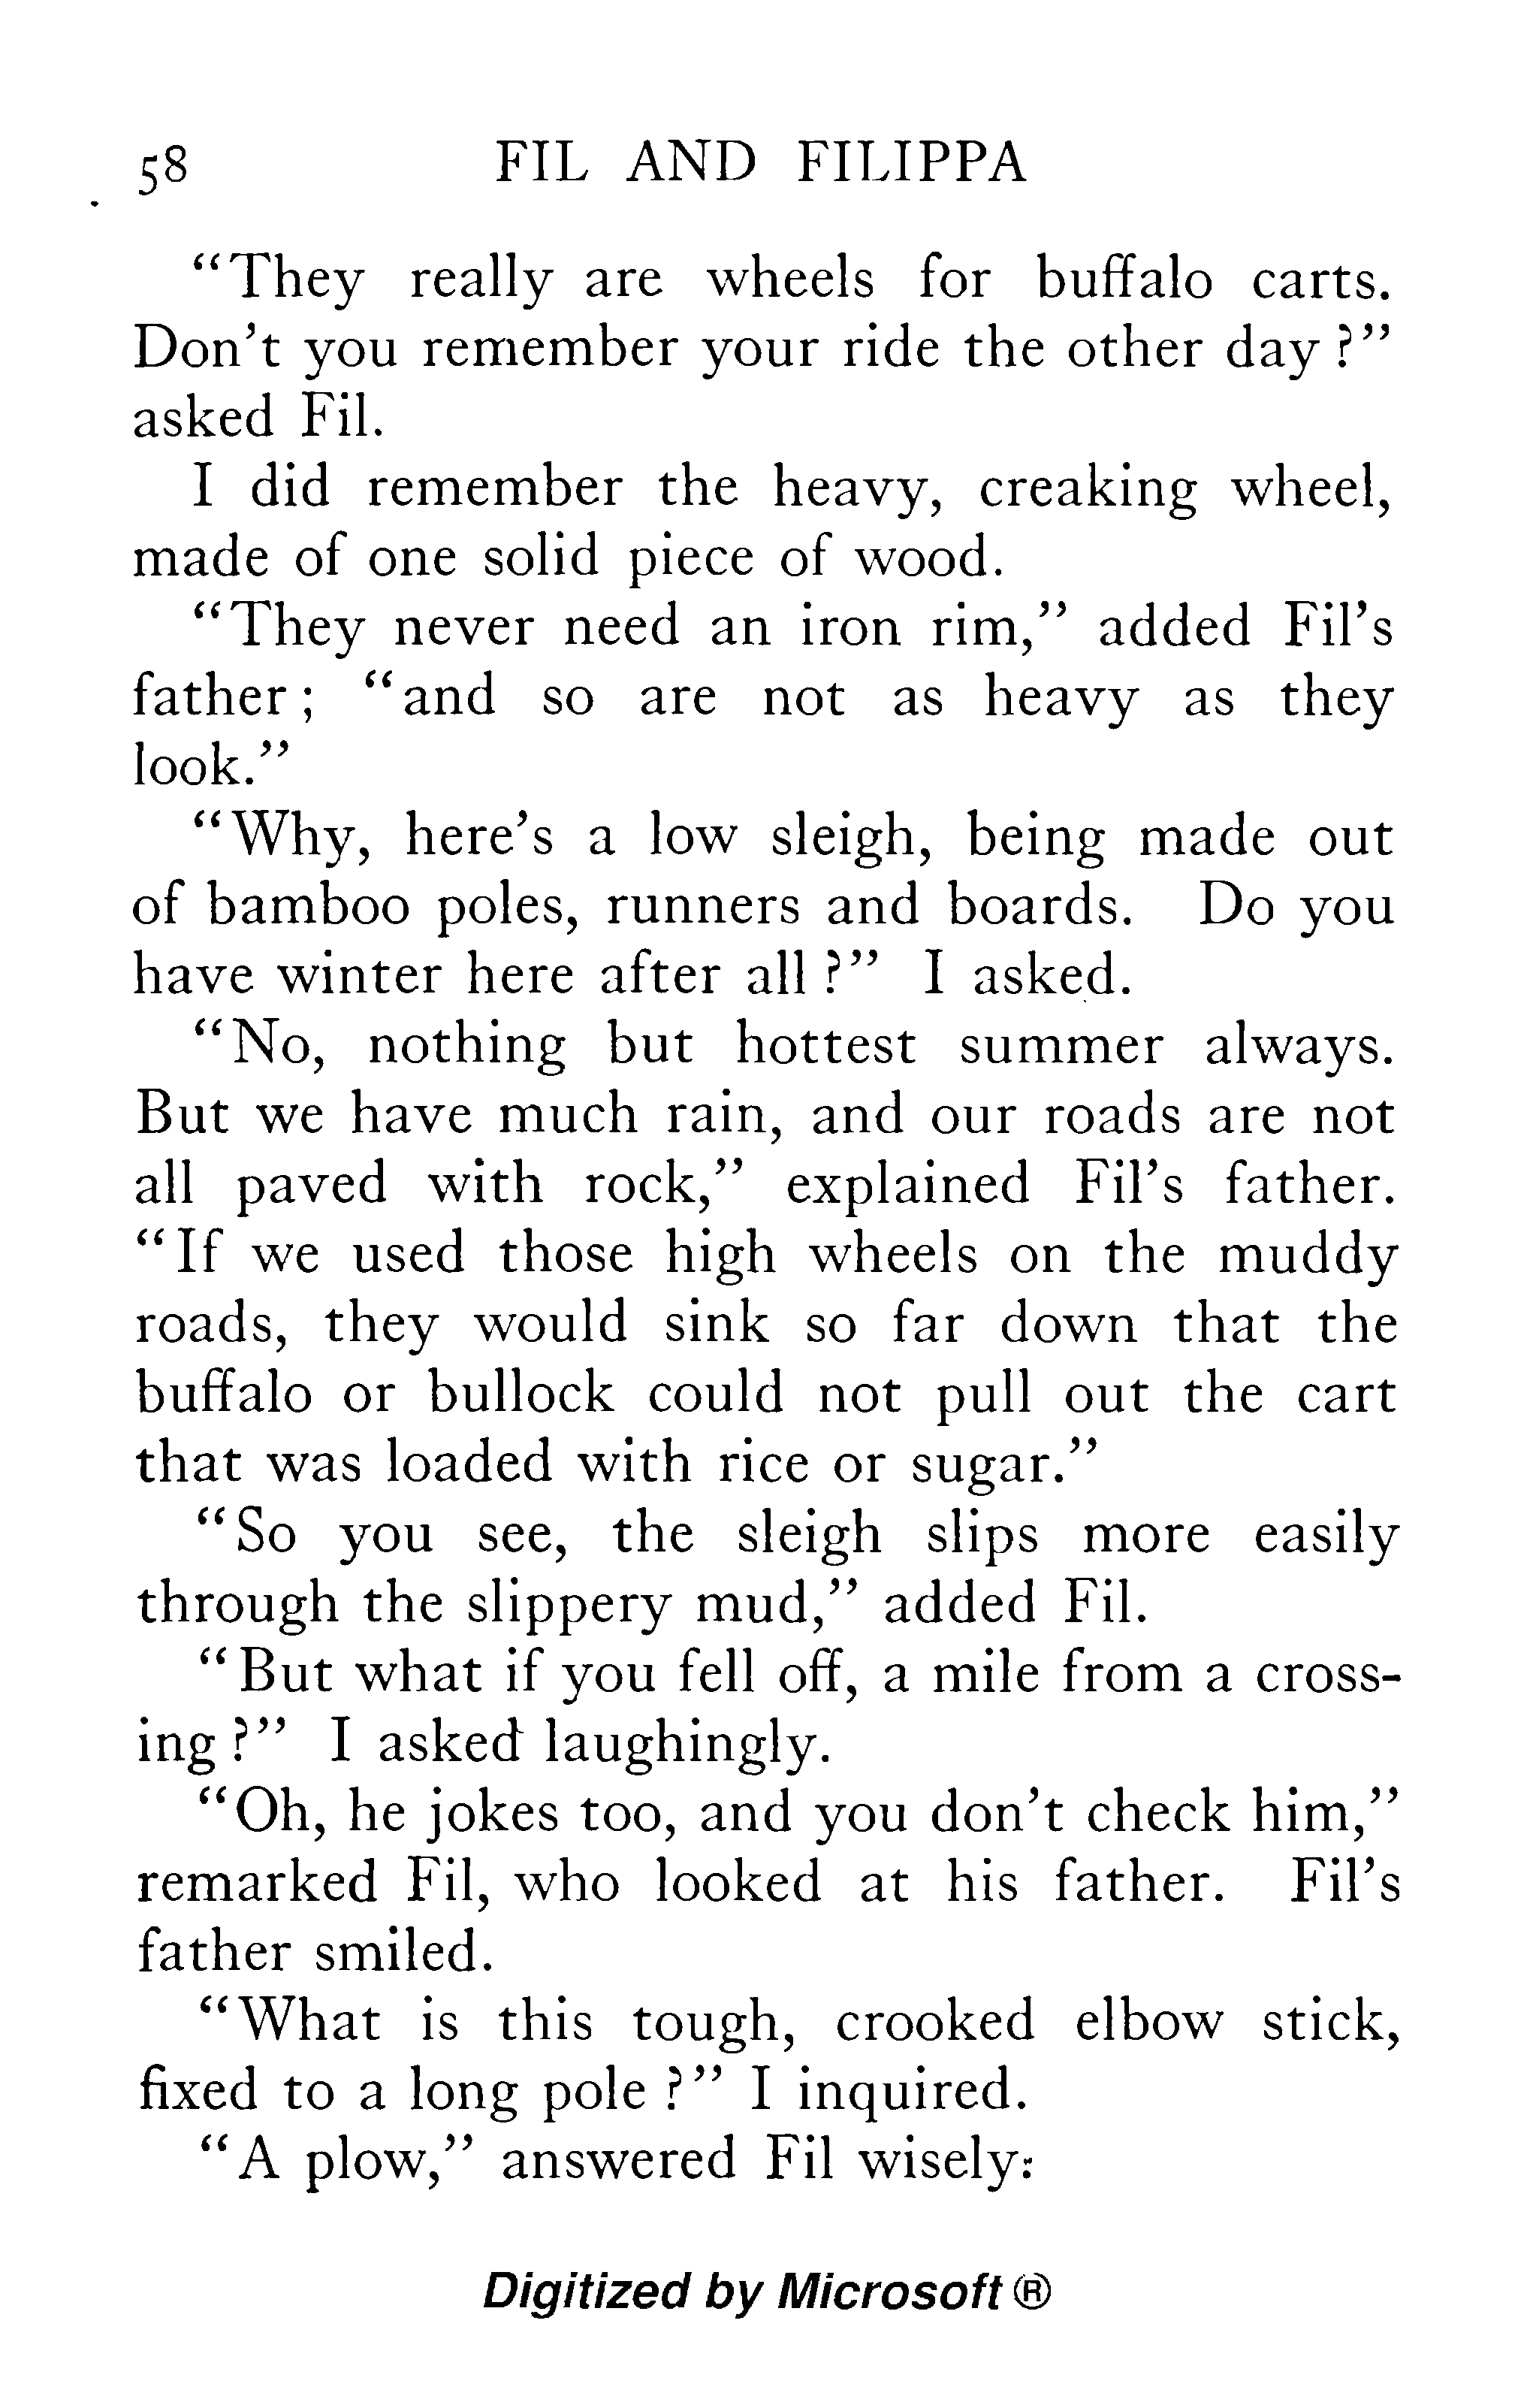 58 FIL AND FILIPPA
“They really are wheels for buffalo carts.
Don’t you remember your ride the other day?”
asked Fil.
I did remember the heavy, creaking wheel,
made of one solid piece of wood.
“They never need an iron rim,” added Fil’s
father; “and so are not as heavy as they
look.”
“Why, here’s a low sleigh, being made out
of bamboo poles, runners and boards. Do you
have winter here after all?” I asked.
“No, nothing but hottest summer always.
But we have much rain, and our roads are not
all paved with rock,” explained Fil’s father.
“If we used those high wheels on the muddy
roads, they would sink so far down that the
buffalo or bullock could not pull out the cart
that was loaded with rice or sugar.”
“So you see, the sleigh slips more easily
through the slippery mud,” added Fil.
“But what if you fell off, a mile from a cross-
ing?” I asked laughingly.
“Oh, he jokes too, and you don’t check him,”
remarked Fil, who looked at his father. Fil’s
father smiled.
“What is this tough, crooked elbow stick,
fixed to a long pole?” I inquired.
“A plow,” answered Fil wisely:
Digitized by Microsoft ®